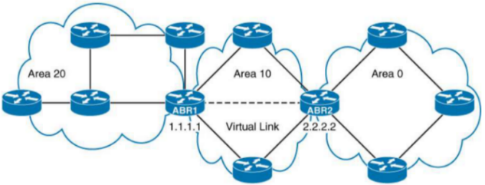 Area 20
Area 10
Area 0
ABR1
ABR2
1.1.1.1
Virtual Link
2.2.2.2